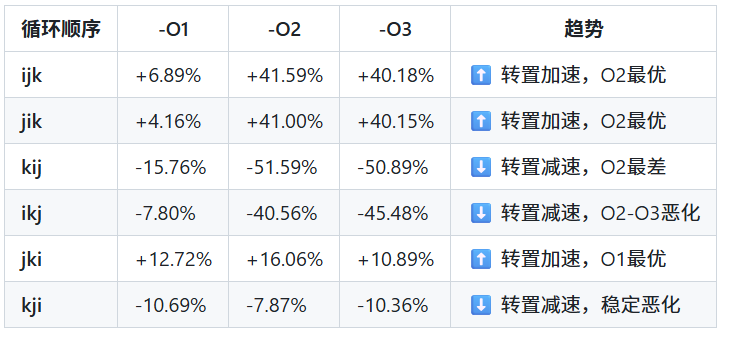 循环顺序 -O1 -O2 -O3 趋势
ijk +6.89% +41.59% +40.18% ⬆️ 转置加速，O2最优
jik +4.16% +41.00% +40.15% ⬆️ 转置加速，O2最优
kij -15.76% -51.59% -50.89% ⬇️ 转置减速，O2最差
ikj -7.80% -40.56% -45.48% ⬇️ 转置减速，O2-O3恶化
jki +12.72% +16.06% +10.89% ⬆️ 转置加速，O1最优
kji -10.69% -7.87% -10.36% ⬇️ 转置减速，稳定恶化